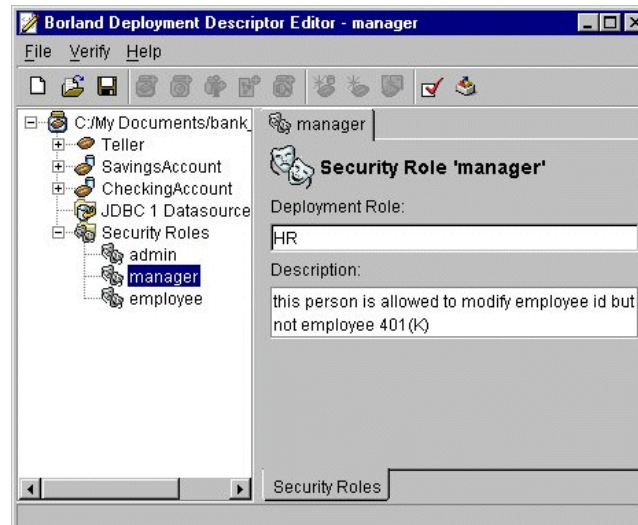 Borland Deployment Descriptor Editor - manager
File Verify Help
C:/My Documents/bank_
Teller
SavingsAccount
CheckingAccount
JDBC 1 Datasource
Security Roles
admin
manager
employee
manager
Security Role 'manager'
Deployment Role:
HR
Description:
this person is allowed to modify employee id but
not employee 401(K)
Security Roles